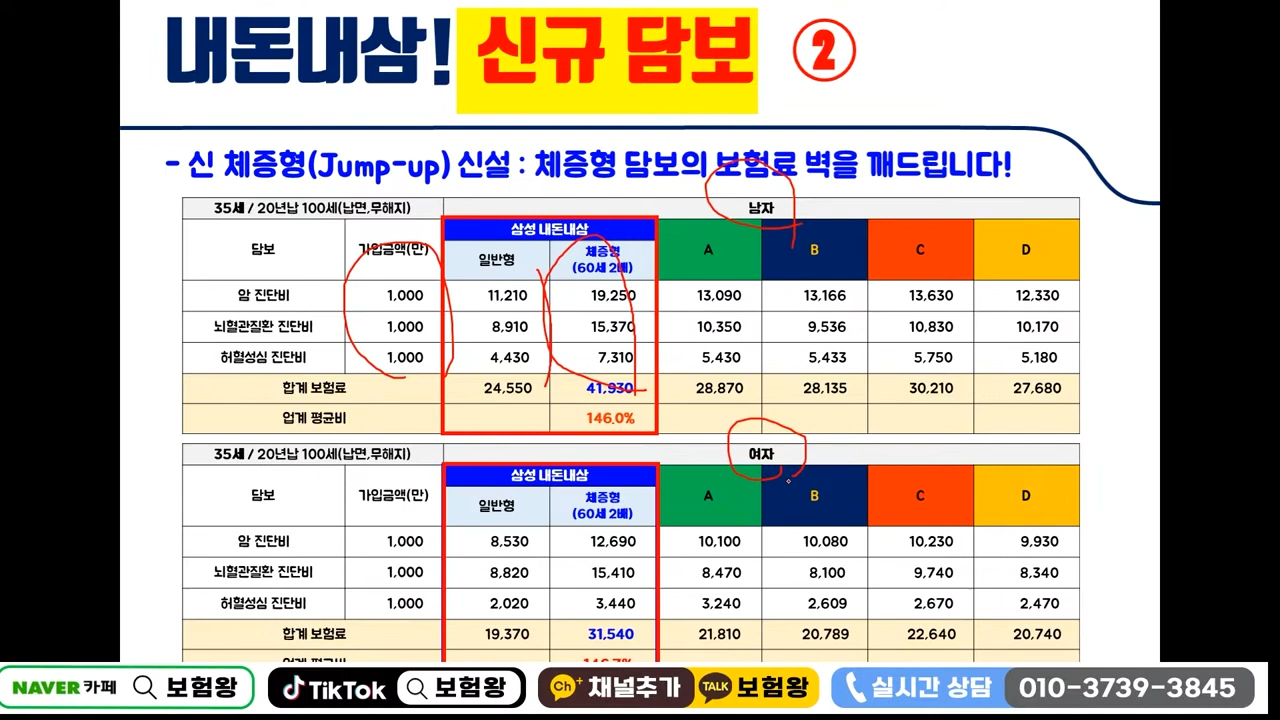 내돈내삼! 신규 담보 ②
- 신 체증형(Jump-up) 신설 : 체증형 담보의 보험료 벽을 깨드립니다!
35세 / 20년납 100세(납면,무해지) 남자
담보 가입금액(만) 삼성 내돈내삼 A B C D
일반형 체증형
(60세 2배)
암 진단비 1,000 11,210 19,250 13,090 13,166 13,630 12,330
뇌혈관질환 진단비 1,000 8,910 15,370 10,350 9,536 10,830 10,170
허혈성심 진단비 1,000 4,430 7,310 5,430 5,433 5,750 5,180
합계 보험료 24,550 41,930 28,870 28,135 30,210 27,680
업계 평균비 146.0%
35세 / 20년납 100세(납면,무해지) 여자
담보 가입금액(만) 삼성 내돈내삼 A B C D
일반형 체증형
(60세 2배)
암 진단비 1,000 8,530 12,690 10,100 10,080 10,230 9,930
뇌혈관질환 진단비 1,000 8,820 15,410 8,470 8,100 9,740 8,340
허혈성심 진단비 1,000 2,020 3,440 3,240 2,609 2,670 2,470
합계 보험료 19,370 31,540 21,810 20,789 22,640 20,740
NAVER 카페 보험왕 TikTok 보험왕 Ch+ 채널추가 TALK 보험왕 실시간 상담 010-3739-3845